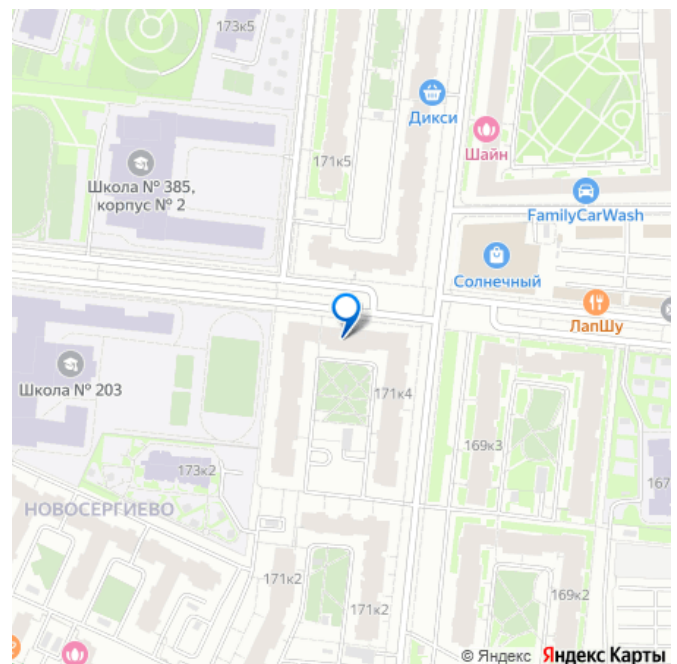 173к5
Дикси
Шайн
171к5
Школа № 385,
корпус № 2
FamilyCarWash
Солнечный
ЛапШу
Школа № 203
171к4
169к3
173к2
167
НОВОСЕРГИЕВО
171к2
171к2
169к2
© Яндекс Яндекс Карты